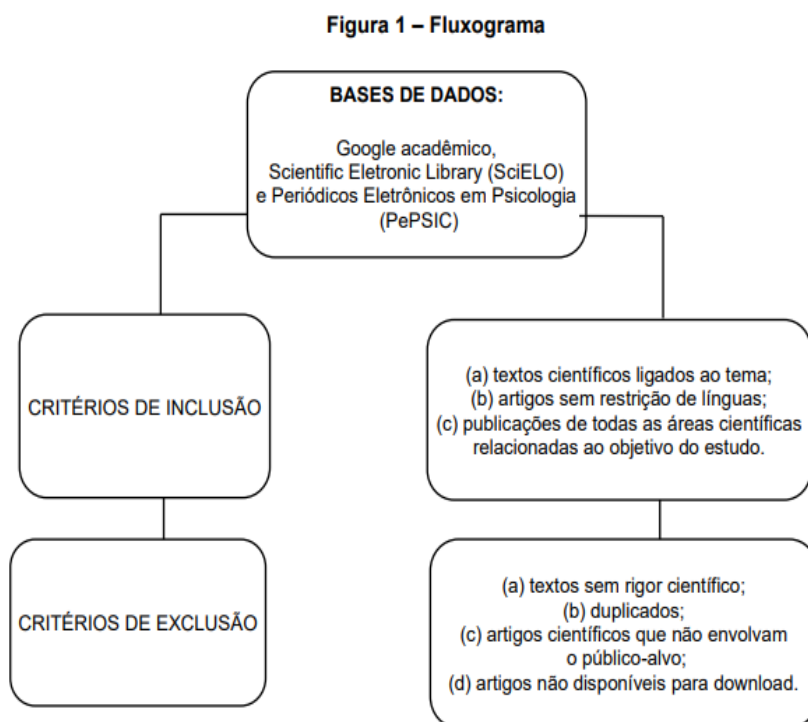 Figura 1 – Fluxograma
BASES DE DADOS:
Google acadêmico,
Scientific Eletronic Library (SciELO)
e Periódicos Eletrônicos em Psicologia
(PePSIC)
CRITÉRIOS DE INCLUSÃO
(a) textos científicos ligados ao tema;
(b) artigos sem restrição de línguas;
(c) publicações de todas as áreas científicas
relacionadas ao objetivo do estudo.
CRITÉRIOS DE EXCLUSÃO
(a) textos sem rigor científico;
(b) duplicados;
(c) artigos científicos que não envolvam
o público-alvo;
(d) artigos não disponíveis para download.